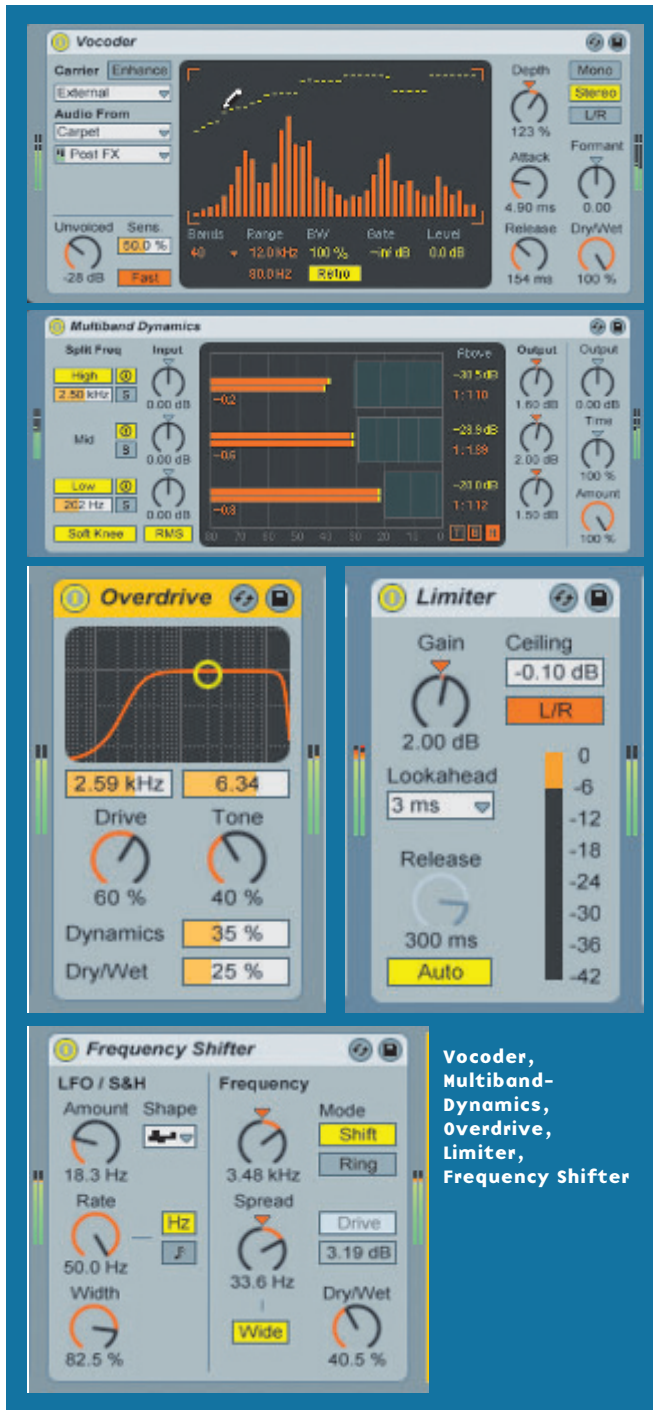 Vocoder
Carrier Enhance
External
Audio From
Carpet
Post FX
Unvoiced Sens.
-28 dB 50.0 %
Fast
Bands Range BW Gate Level
40 12.0 kHz 100 % -inf dB 0.0 dB
80.0 HZ Retro
Depth
123 %
Mono
Stereo
L/R
Attack
4.90 ms
Formant
0.00
Release
154 ms
Dry/Wet
100 %
Multiband Dynamics
Split Freq Input
High
2.50 kHz S
0.00 dB
Mid
S
0.00 dB
Low
202 Hz S
0.00 dB
Soft Knee RMS
-0.2
-0.6
-0.8
80 70 60 50 40 30 20 10 0
Above
-30.5 dB
1:1.10
1:1.12
T B A
Output
1.60 dB
2.00 dB
1.50 dB
Output
0.00 dB
Time
100 %
Amount
100 %
Overdrive
2.59 kHz 6.34
Drive Tone
60 % 40 %
Dynamics 35 %
Dry/Wet 25 %
Limiter
Gain
2.00 dB
Ceiling
-0.10 dB
L/R
Lookahead
3 ms
Release
300 ms
Auto
0
-6
-12
-18
-24
-30
-36
-42
Frequency Shifter
LFO / S&H
Amount Shape
18.3 Hz
Rate
50.0 Hz
Hz
Width
82.5 %
Frequency
3.48 kHz
Mode
Shift
Ring
Spread
33.6 Hz
Wide
Drive
3.19 dB
Dry/Wet
40.5 %
Vocoder,
Multiband-
Dynamics,
Overdrive,
Limiter,
Frequency Shifter